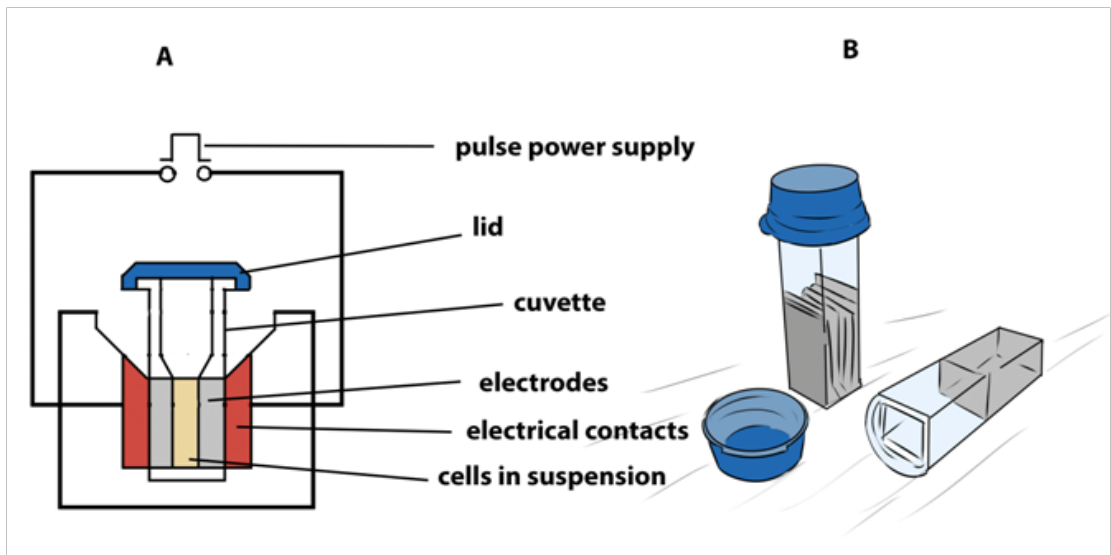 A
B
pulse power supply
lid
cuvette
electrodes
electrical contacts
cells in suspension